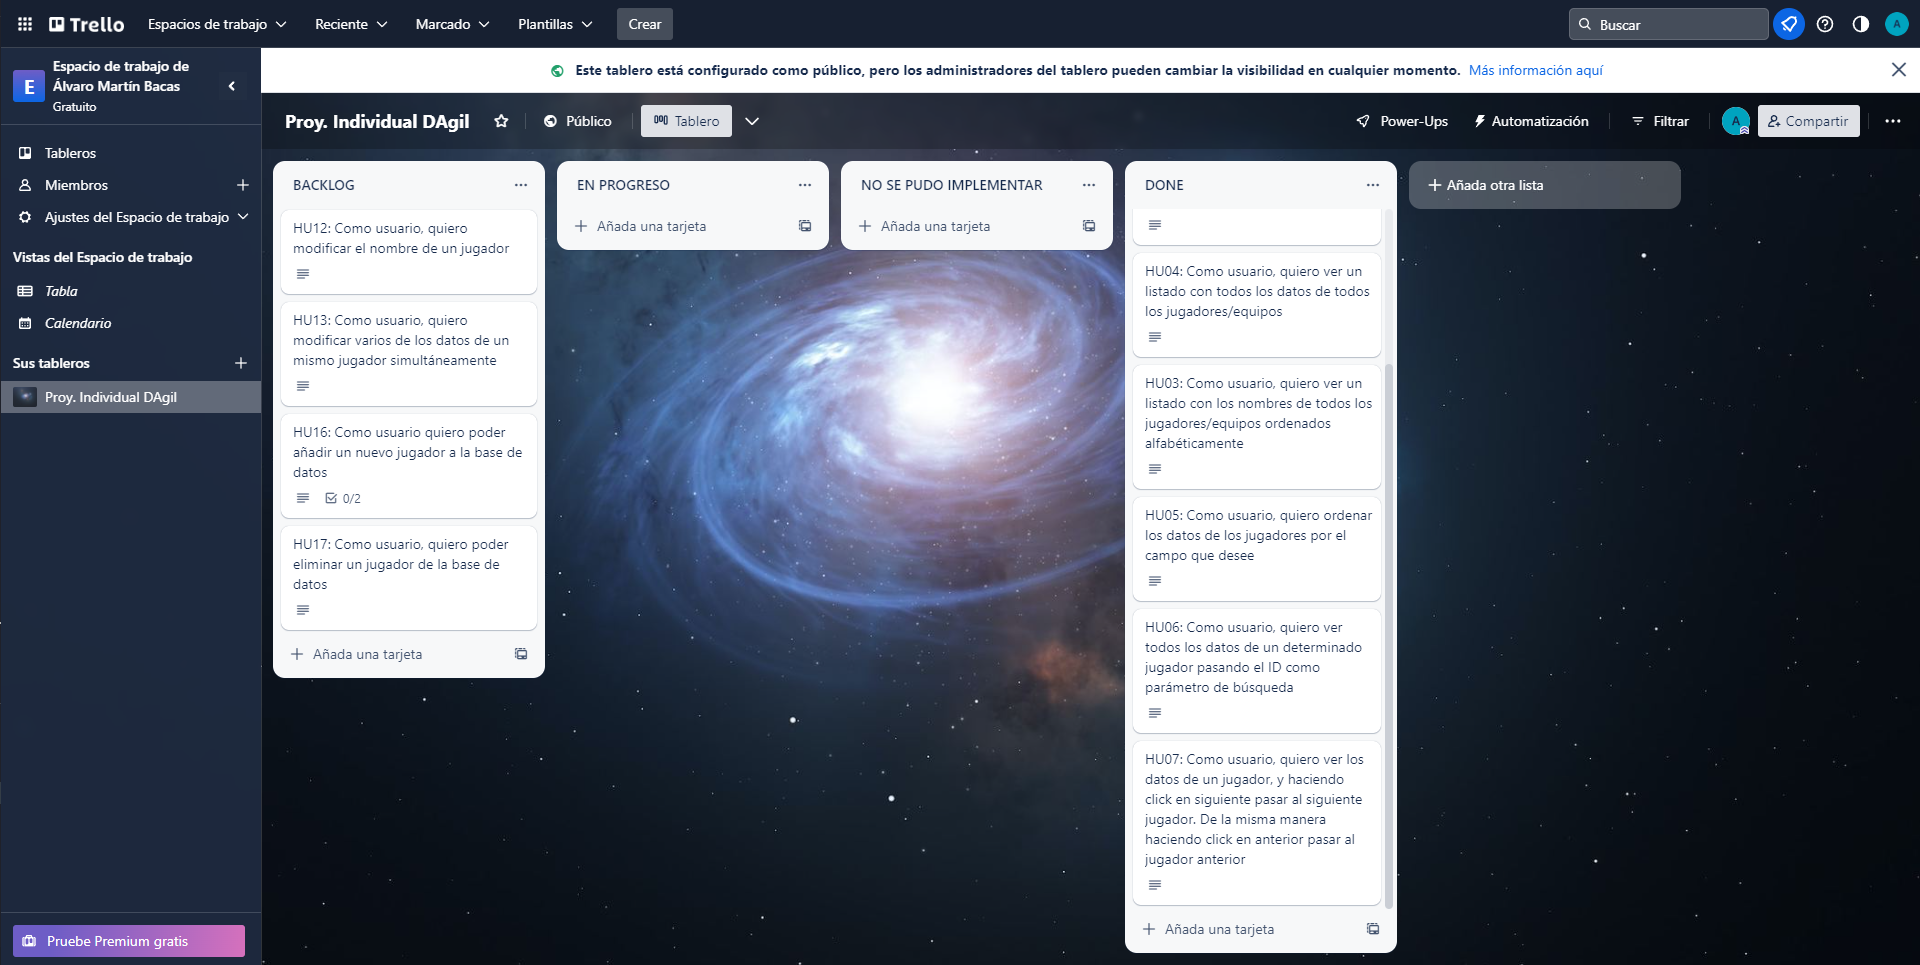 Trello
Espacios de trabajo
Reciente
Marcado
Plantillas
Crear
Buscar
A
E
Espacio de trabajo de
Álvaro Martín Bacas
Gratuito
Este tablero está configurado como público, pero los administradores del tablero pueden cambiar la visibilidad en cualquier momento. Más información aquí
Tableros
Miembros
Ajustes del Espacio de trabajo
Vistas del Espacio de trabajo
Tabla
Calendario
Sus tableros
Proy. Individual DAgil
Pruebe Premium gratis
Proy. Individual DAgil
Público
Tablero
Power-Ups
Automatización
Filtrar
A
Compartir
BACKLOG
HU12: Como usuario, quiero
modificar el nombre de un jugador
HU13: Como usuario, quiero
modificar varios de los datos de un
mismo jugador simultáneamente
HU16: Como usuario quiero poder
añadir un nuevo jugador a la base de
datos
0/2
HU17: Como usuario, quiero poder
eliminar un jugador de la base de
datos
Añada una tarjeta
EN PROGRESO
Añada una tarjeta
NO SE PUDO IMPLEMENTAR
Añada una tarjeta
DONE
HU04: Como usuario, quiero ver un
listado con todos los datos de todos
los jugadores/equipos
HU03: Como usuario, quiero ver un
listado con los nombres de todos los
jugadores/equipos ordenados
alfabéticamente
HU05: Como usuario, quiero ordenar
los datos de los jugadores por el
campo que desee
HU06: Como usuario, quiero ver
todos los datos de un determinado
jugador pasando el ID como
parámetro de búsqueda
HU07: Como usuario, quiero ver los
datos de un jugador, y haciendo
click en siguiente pasar al siguiente
jugador. De la misma manera
haciendo click en anterior pasar al
jugador anterior
Añada una tarjeta
Añada otra lista